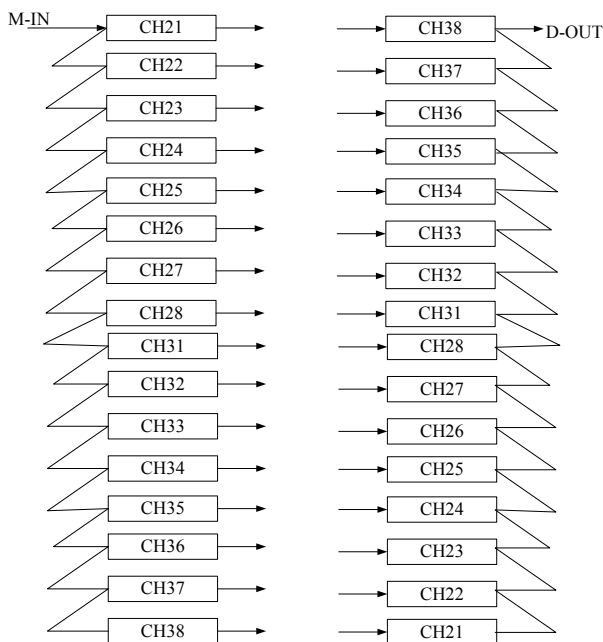 M-IN
CH21
CH22
CH23
CH24
CH25
CH26
CH27
CH28
CH31
CH32
CH33
CH34
CH35
CH36
CH37
CH38
CH38
D-OUT
CH37
CH36
CH35
CH34
CH33
CH32
CH31
CH28
CH27
CH26
CH25
CH24
CH23
CH22
CH21